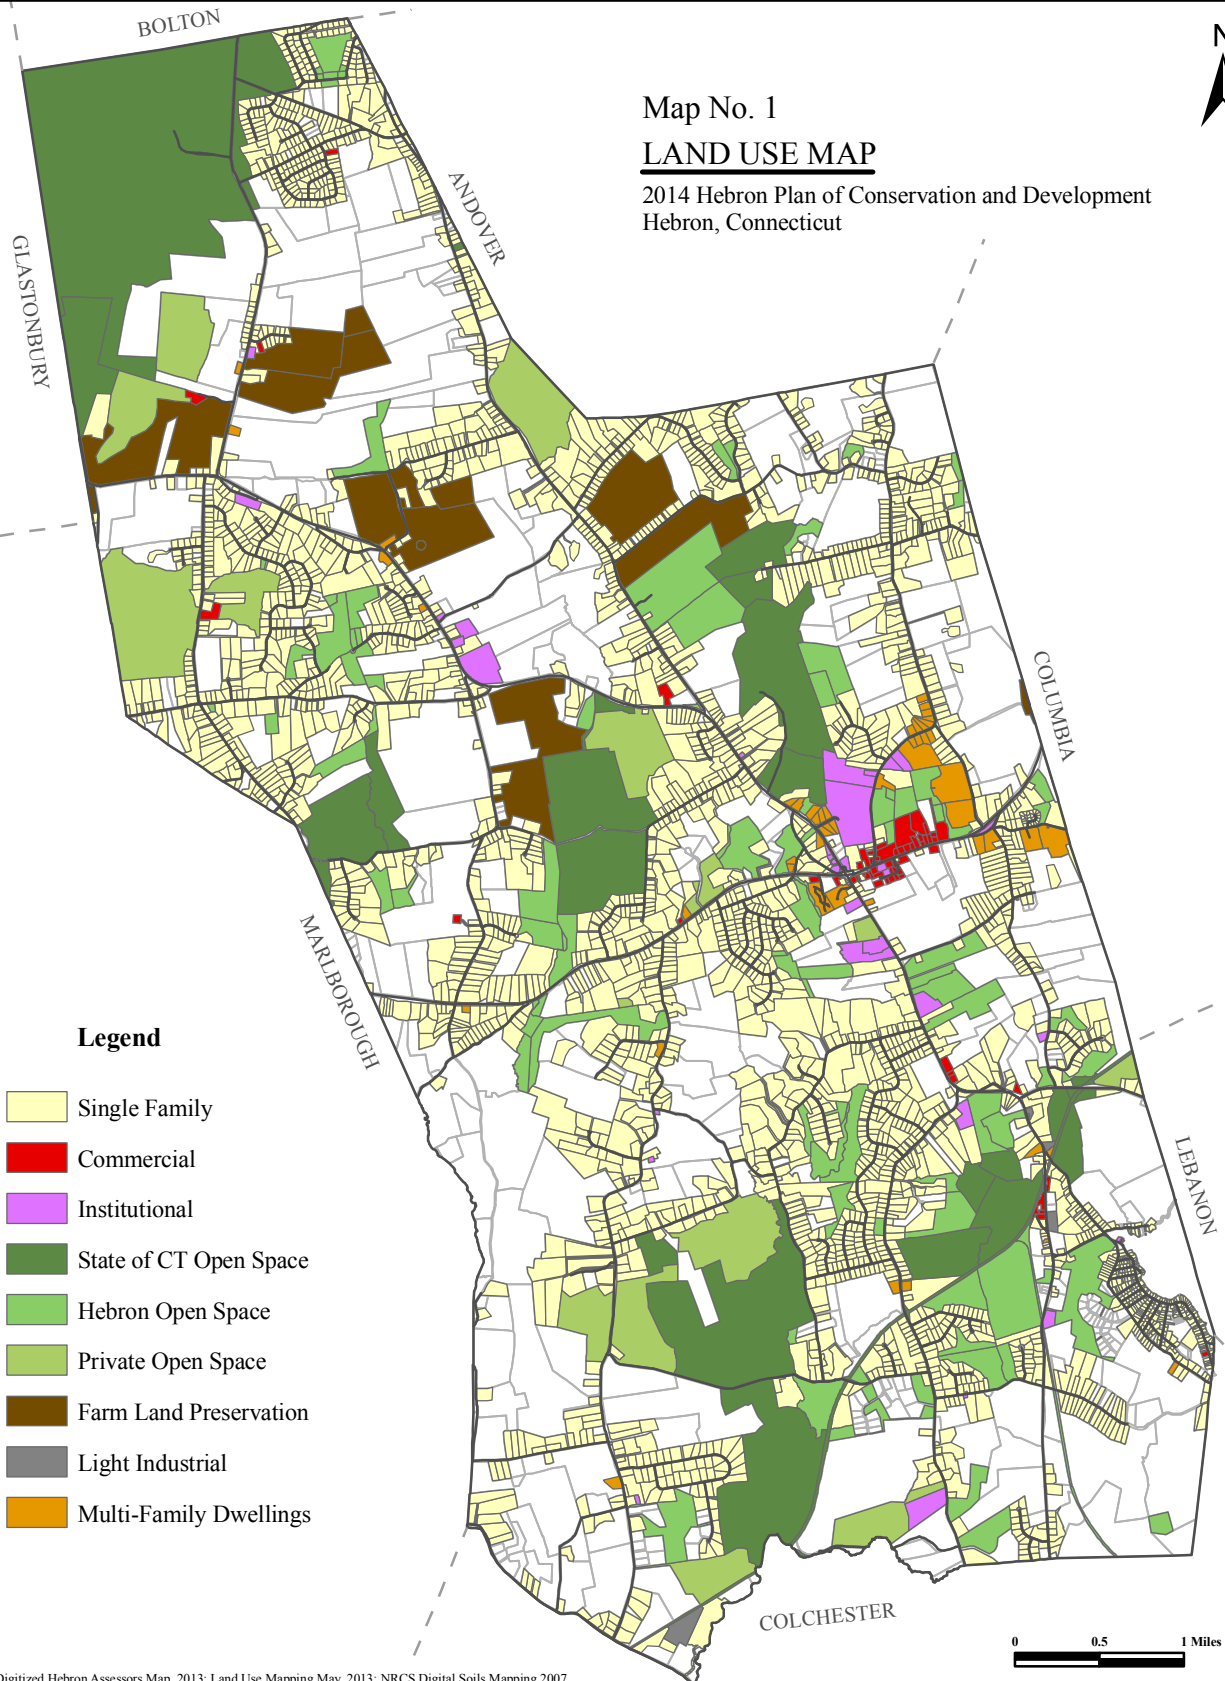 BOLTON
N
Map No. 1
LAND USE MAP
2014 Hebron Plan of Conservation and Development
Hebron, Connecticut
ANDOVER
GLASTONBURY
COLUMBIA
MARLBOROUGH
LEBANON
Legend
Single Family
Commercial
Institutional
State of CT Open Space
Hebron Open Space
Private Open Space
Farm Land Preservation
Light Industrial
Multi-Family Dwellings
COLCHESTER
0 0.5 1 Miles
Digitized Hebron Assessors Map, 2013; Land Use Mapping May, 2013; NRCS Digital Soils Mapping 2007